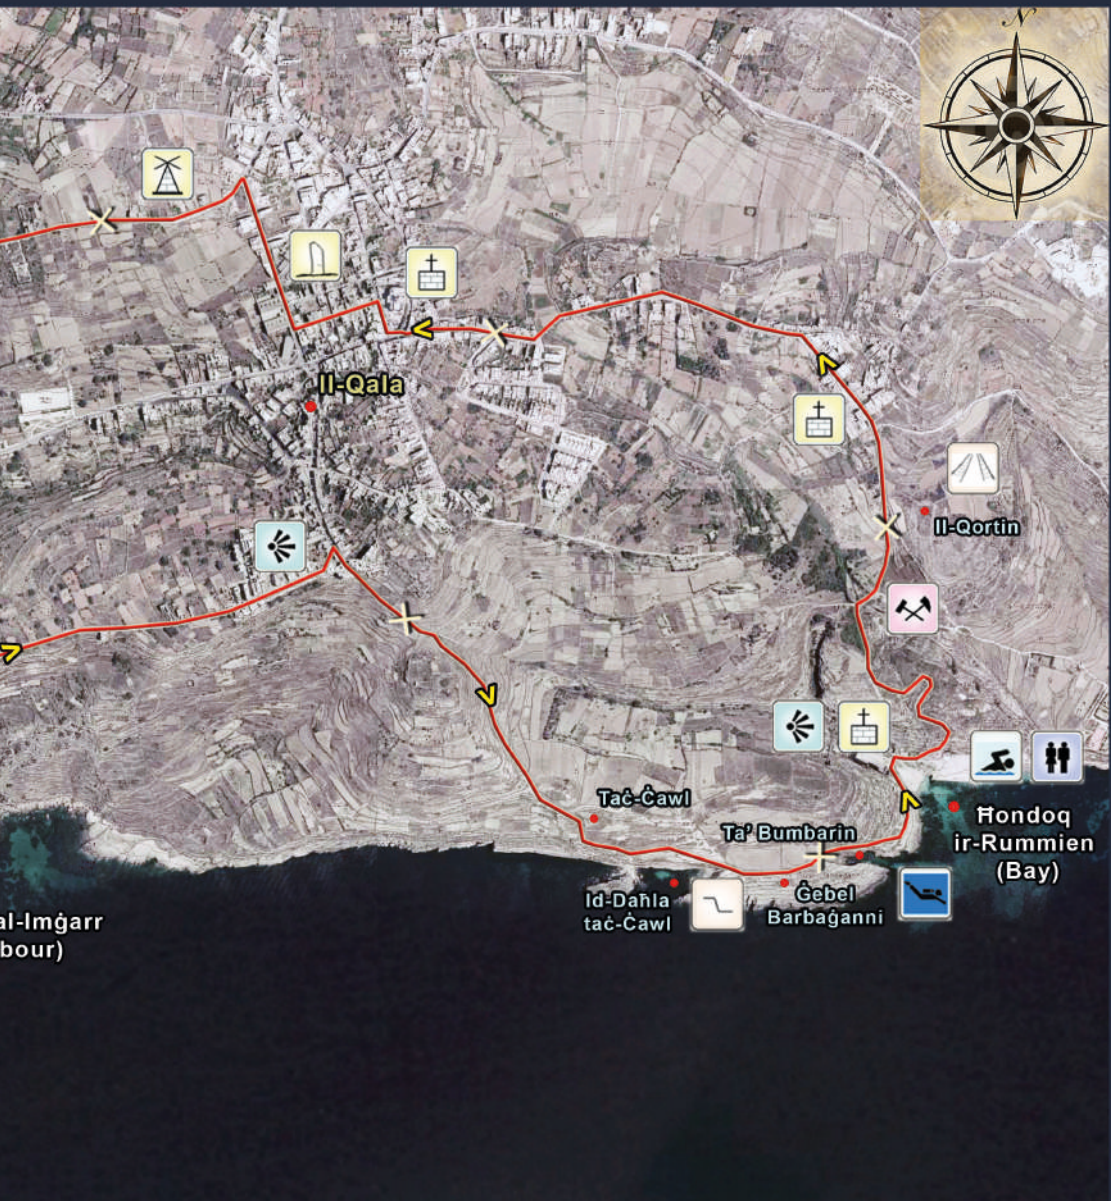 N
Il-Qala
Il-Qortin
Taċ-Ċawl
Ta' Bumbarin
Ħondoq
ir-Rummien
(Bay)
Id-Daħla
taċ-Ċawl
Ġebel
Barbaġanni
al-Imġarr
bour)